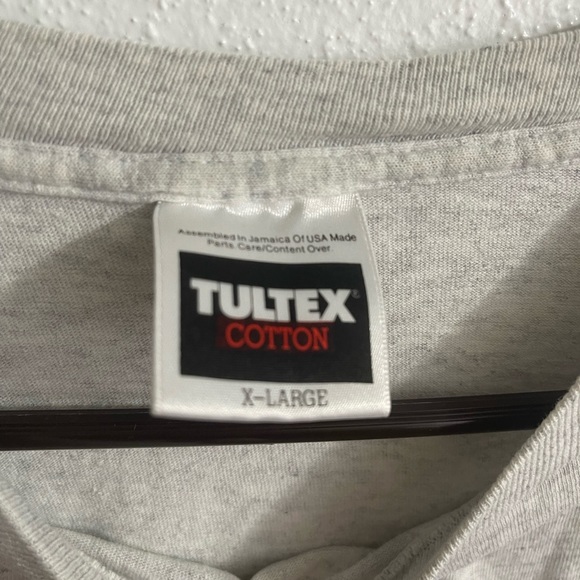 Assembled In Jamaica Of USA Made
Parts. Care/Content Over.
TULTEX®
COTTON
X-LARGE